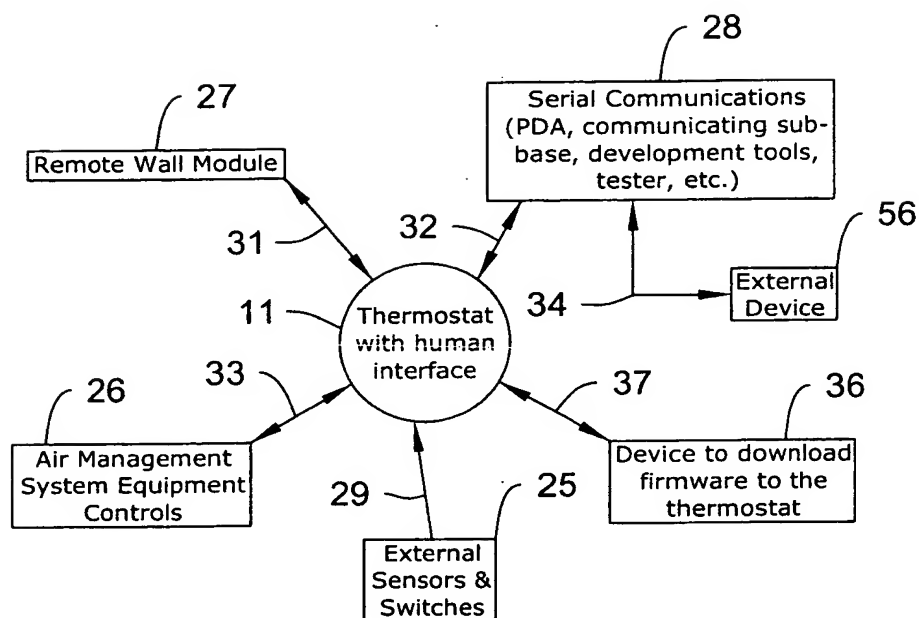 28
27
Serial Communications
(PDA, communicating sub-
base, development tools,
tester, etc.)
Remote Wall Module
31
32
56
External
Device
34
11
Thermostat
with human
interface
33
37
26
36
Air Management
System Equipment
Controls
Device to download
firmware to the
thermostat
29
25
External
Sensors &
Switches